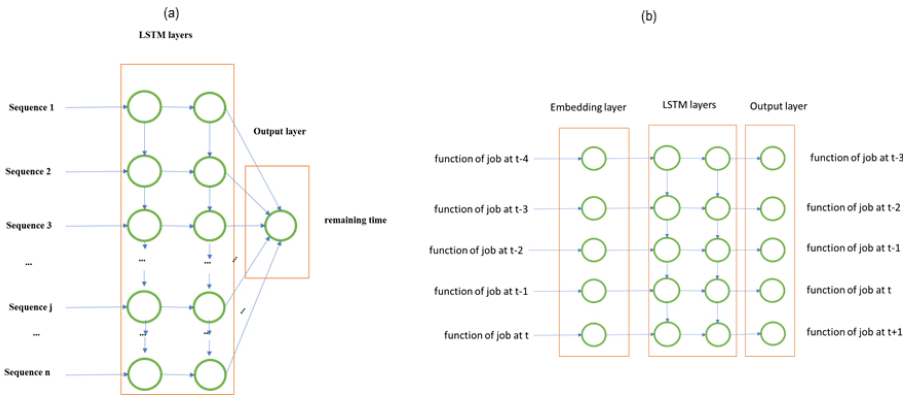 (a)
LSTM layers
Sequence 1
Output layer
Sequence 2
Sequence 3
remaining time
...
...
...
...
Sequence j
...
...
...
...
Sequence n
(b)
Embedding layer
LSTM layers
Output layer
function of job at t-4
function of job at t-3
function of job at t-3
function of job at t-2
function of job at t-2
function of job at t-1
function of job at t-1
function of job at t
function of job at t
function of job at t+1